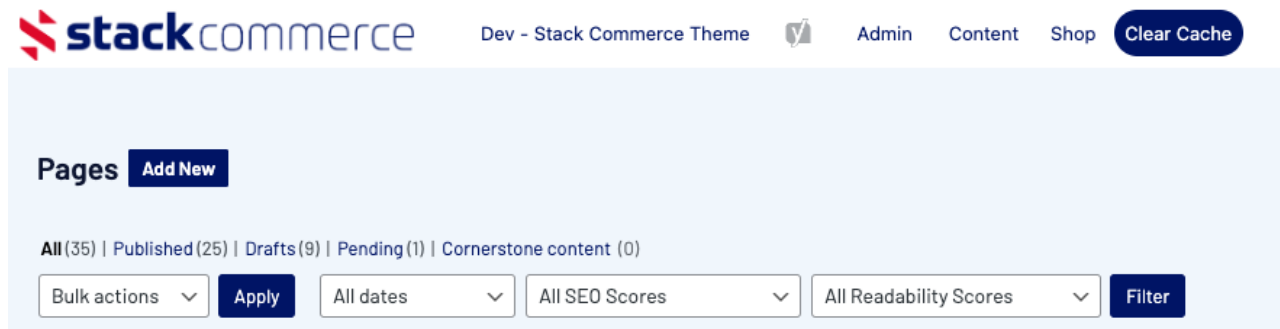 stackcommerce Dev - Stack Commerce Theme y Admin Content Shop Clear Cache
Pages Add New
All (35) | Published (25) | Drafts (9) | Pending (1) | Cornerstone content (0)
Bulk actions Apply All dates All SEO Scores All Readability Scores Filter